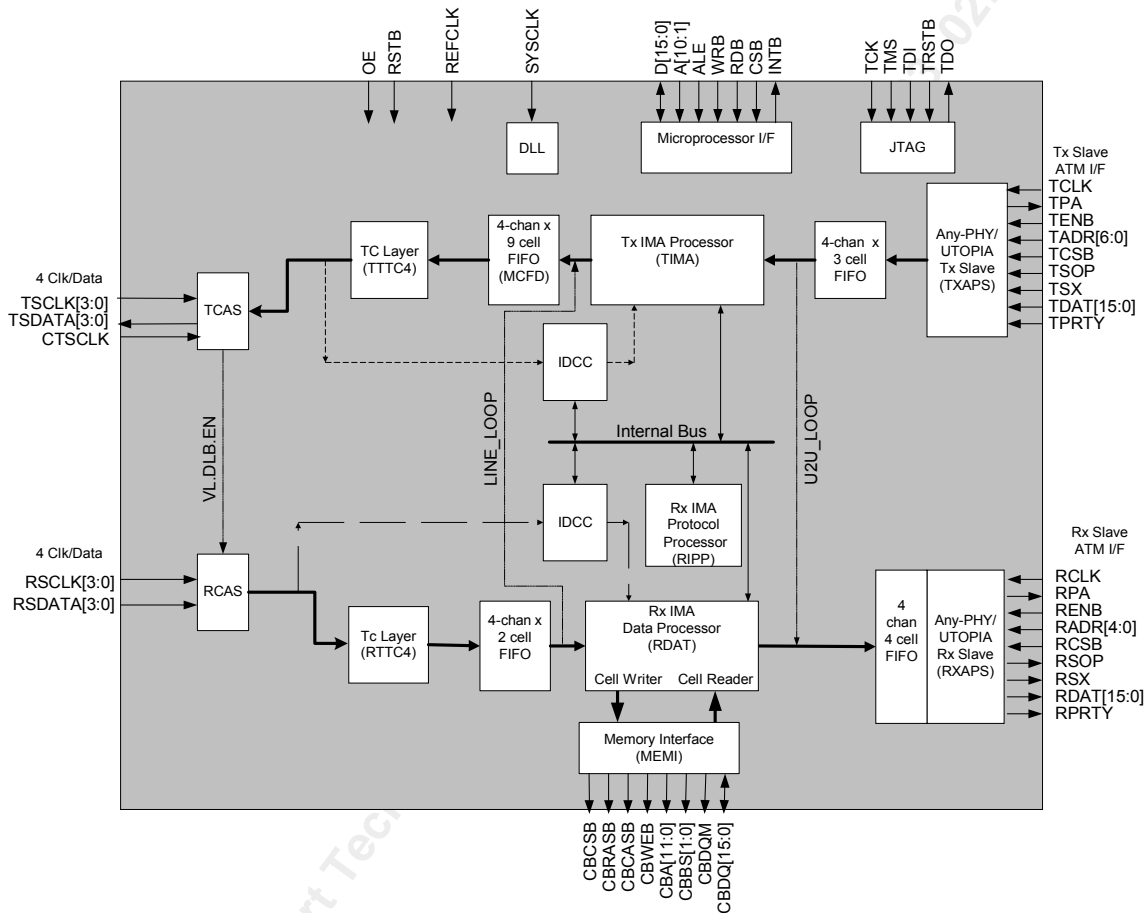 OE
RSTB
REFCLK
SYSCLK
D[15:0]
A[10:1]
ALE
WRB
RDB
CSB
INTB
TCK
TMS
TDI
TRSTB
TDO
DLL
Microprocessor I/F
JTAG
Tx Slave
ATM I/F
TCLK
TPA
TENB
TADR[6:0]
TCSB
TSOP
TSX
TDAT[15:0]
TPRTY
Any-PHY/
UTOPIA
Tx Slave
(TXAPS)
4-chan x
3 cell
FIFO
Tx IMA Processor
(TIMA)
4-chan x
9 cell
FIFO
(MCFD)
TC Layer
(TTTC4)
4 Clk/Data
TSCLK[3:0]
TSDATA[3:0]
CTSCLK
TCAS
IDCC
Internal Bus
LINE_LOOP
U2U_LOOP
VL.DLB.EN
IDCC
Rx IMA
Protocol
Processor
(RIPP)
4 Clk/Data
RSCLK[3:0]
RSDATA[3:0]
RCAS
Tc Layer
(RTTC4)
4-chan x
2 cell
FIFO
Rx IMA
Data Processor
(RDAT)
Cell Writer Cell Reader
4
chan
4 cell
FIFO
Any-PHY/
UTOPIA
Rx Slave
(RXAPS)
Rx Slave
ATM I/F
RCLK
RPA
RENB
RADR[4:0]
RCSB
RSOP
RSX
RDAT[15:0]
RPRTY
Memory Interface
(MEMI)
CBCSB
CBRASB
CBCASB
CBWEB
CBA[11:0]
CBBS[1:0]
CBDQM
CBDQ[15:0]